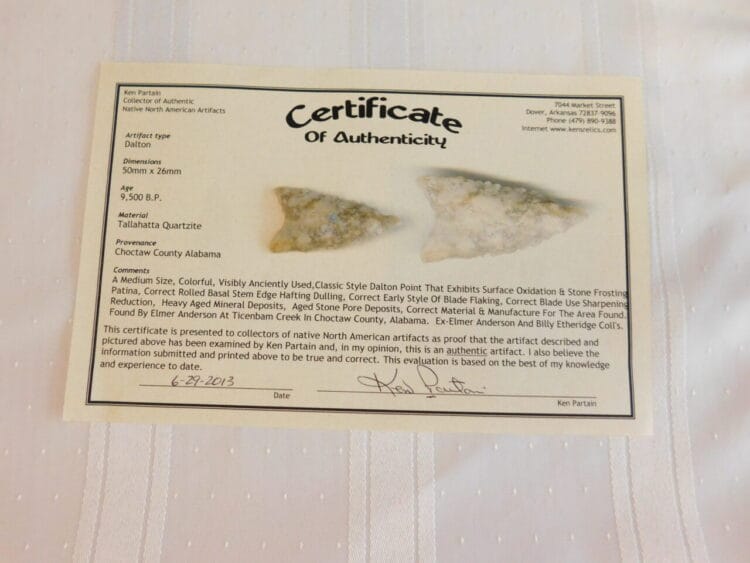 Ken Partain
Collector of Authentic
Native North American Artifacts
Certificate
Of Authenticity
7044 Market Street
Dover, Arkansas 72837-9096
Phone (479) 890-9388
Internet www.kensrelics.com
Artifact type
Dalton
Dimensions
50mm x 26mm
Age
9,500 B.P.
Material
Tallahatta Quartzite
Provenance
Choctaw County Alabama
Comments
A Medium Size, Colorful, Visibly Anciently Used,Classic Style Dalton Point That Exhibits Surface Oxidation & Stone Frosting
Patina, Correct Rolled Basal Stem Edge Hafting Dulling, Correct Early Style Of Blade Flaking, Correct Blade Use Sharpening
Reduction, Heavy Aged Mineral Deposits, Aged Stone Pore Deposits, Correct Material & Manufacture For The Area Found.
Found By Elmer Anderson At Ticenbam Creek In Choctaw County, Alabama. Ex-Elmer Anderson And Billy Etheridge Coll's.
This certificate is presented to collectors of native North American artifacts as proof that the artifact described and
pictured above has been examined by Ken Partain and, in my opinion, this is an authentic artifact. I also believe the
information submitted and printed above to be true and correct. This evaluation is based on the best of my knowledge
and experience to date.
6-29-2013
Ken Partain
Date
Ken Partain